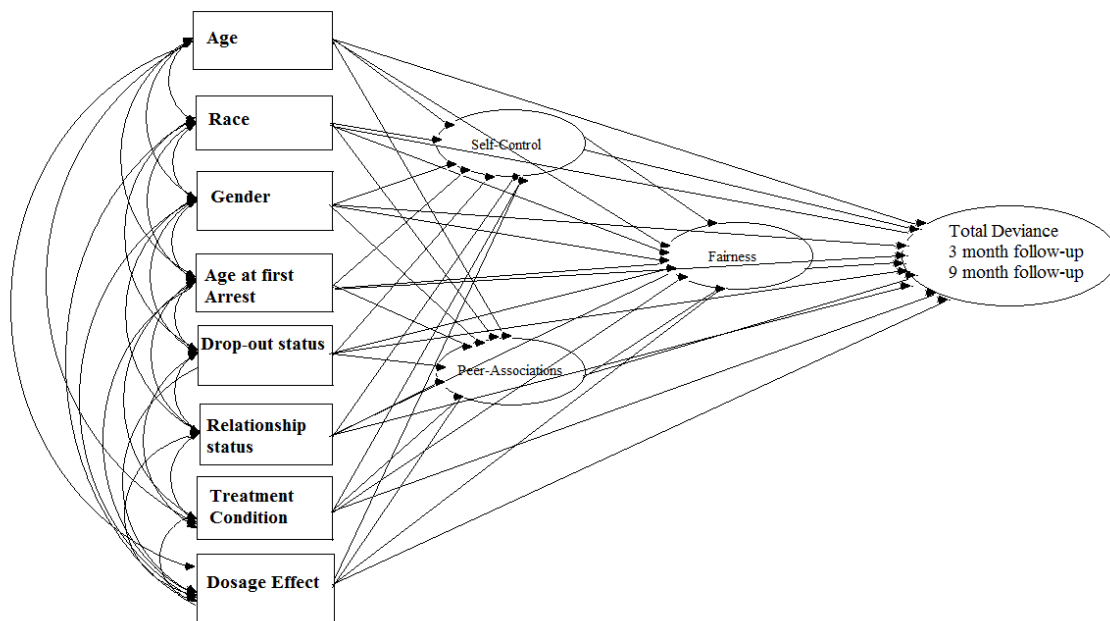 Age
Race
Gender
Age at first
Arrest
Drop-out status
Relationship
status
Treatment
Condition
Dosage Effect
Self-Control
Fairness
Peer-Associations
Total Deviance
3 month follow-up
9 month follow-up